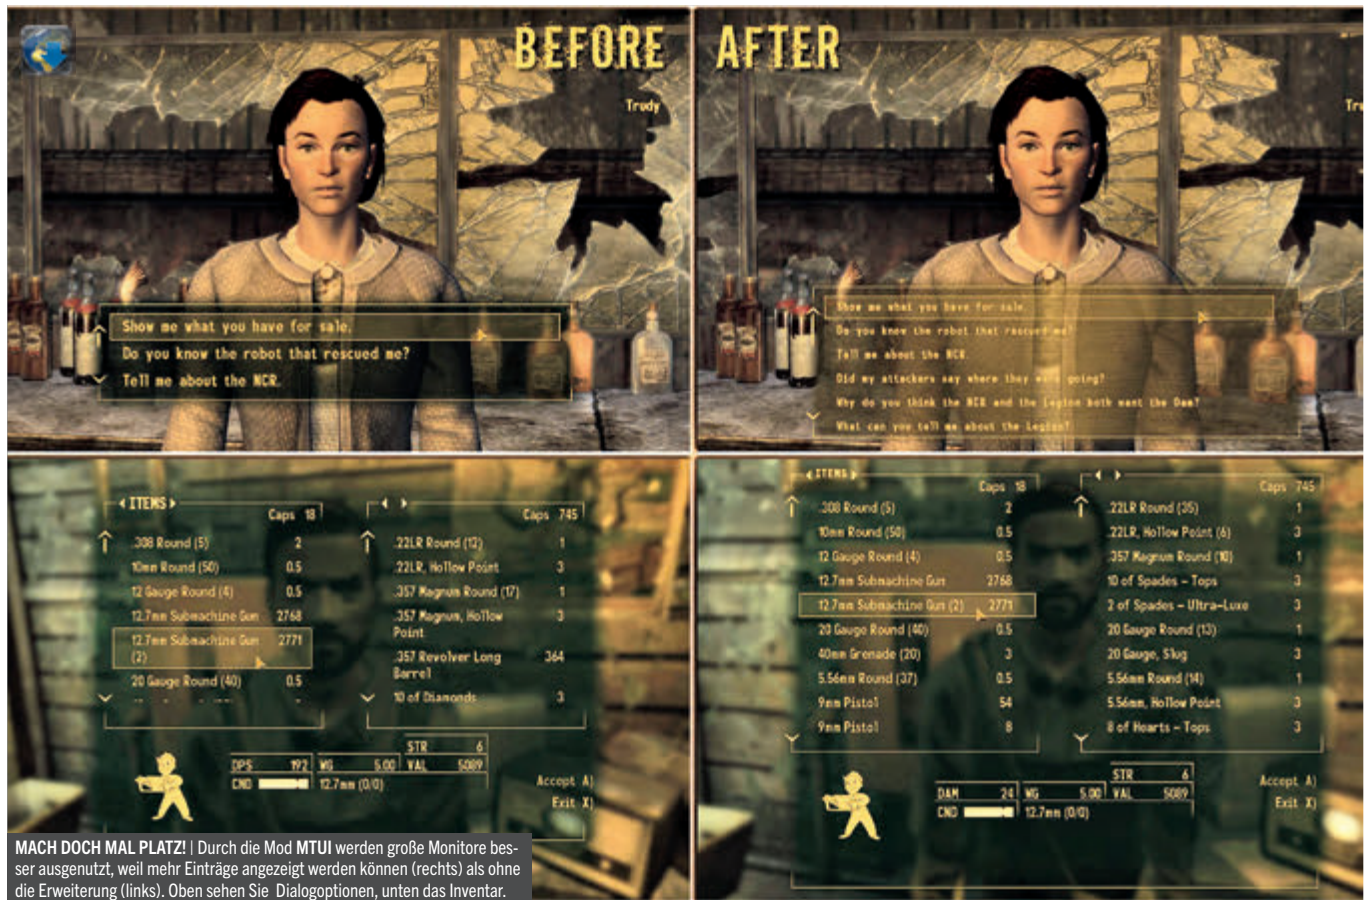 BEFORE
Trudy
Show me what you have for sale.
Do you know the robot that rescued me?
Tell me about the NCR.
AFTER
Tru
Show me what you have for sale.
Do you know the robot that rescued me?
Tell me about the NCR.
Did my attackers say where they were going?
Why do you think the NCR and the Legion both want the Dam?
What can you tell me about the Legion?
ITEMS
Caps 18
.308 Round (5) 2
10mm Round (50) 0.5
12 Gauge Round (4) 0.5
12.7mm Submachine Gun 2768
12.7mm Submachine Gun 2771
(2)
20 Gauge Round (40) 0.5
Caps 745
.22LR Round (12) 1
.22LR, Hollow Point 3
.357 Magnum Round (17) 1
.357 Magnum, Hollow 3
Point
.357 Revolver Long 364
Barrel
10 of Diamonds 3
STR 6
DPS 192 WG 5.00 VAL 5089
CND 12.7mm (0/0)
Accept A)
Exit X)
ITEMS
Caps 18
.308 Round (5) 2
10mm Round (50) 0.5
12 Gauge Round (4) 0.5
12.7mm Submachine Gun 2768
12.7mm Submachine Gun (2) 2771
20 Gauge Round (40) 0.5
40mm Grenade (20) 3
5.56mm Round (37) 0.5
9mm Pistol 54
9mm Pistol 8
Caps 745
.22LR Round (35) 1
.22LR, Hollow Point (6) 3
.357 Magnum Round (10) 1
10 of Spades - Tops 3
2 of Spades - Ultra-Luxe 3
20 Gauge Round (13) 1
20 Gauge, Slug 3
5.56mm Round (14) 1
5.56mm, Hollow Point 3
8 of Hearts - Tops 3
STR 6
DAM 24 WG 5.00 VAL 5089
CND 12.7mm (0/0)
Accept A)
Exit X)
MACH DOCH MAL PLATZ! | Durch die Mod MTUI werden große Monitore bes-
ser ausgenutzt, weil mehr Einträge angezeigt werden können (rechts) als ohne
die Erweiterung (links). Oben sehen Sie Dialogoptionen, unten das Inventar.